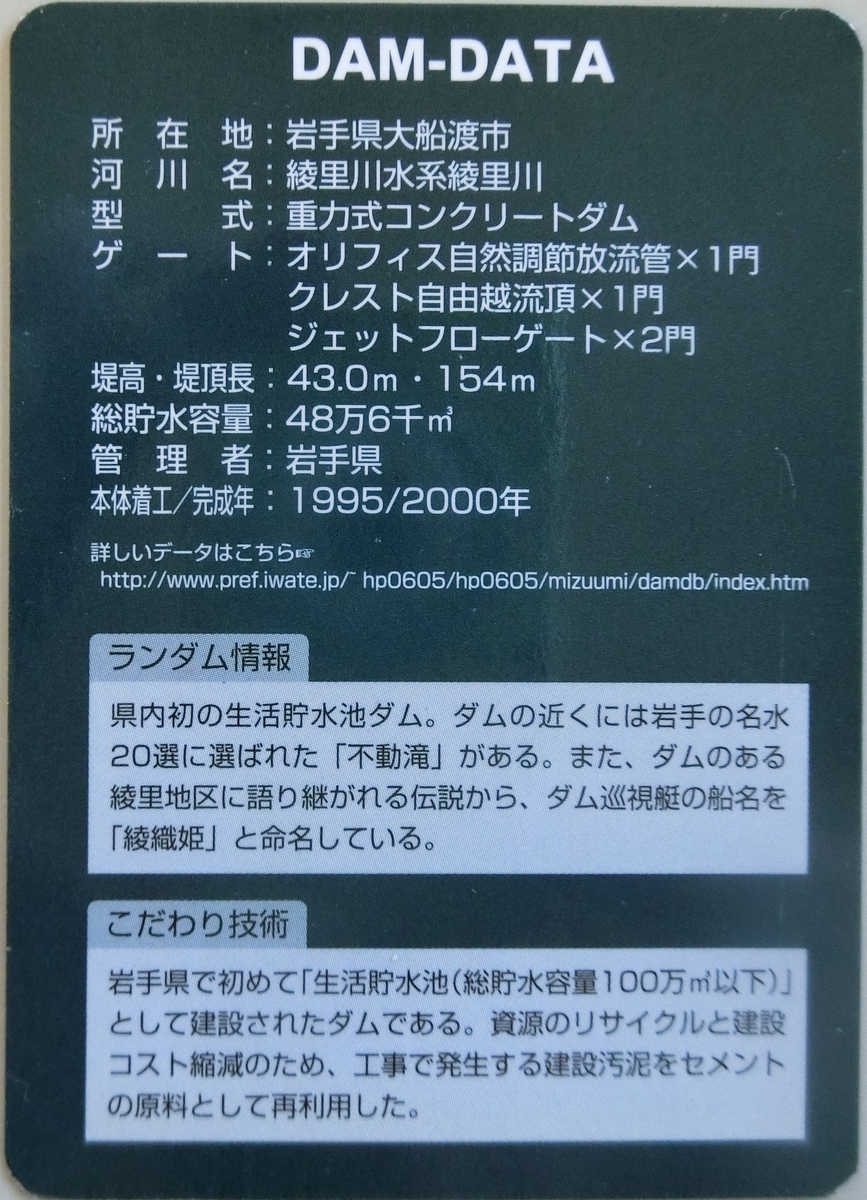 DAM-DATA
所在地：岩手県大船渡市
河川名：綾里川水系綾里川
型式：重力式コンクリートダム
ゲート：オリフィス自然調節放流管×1門
クレスト自由越流頂×1門
ジェットフローゲート×2門
堤高・堤頂長：43.0m・154m
総貯水容量：48万6千㎥
管理者：岩手県
本体着工/完成年：1995/2000年
詳しいデータはこちら☞
http://www.pref.iwate.jp/~ hp0605/hp0605/mizuumi/damdb/index.htm
ランダム情報
県内初の生活貯水池ダム。ダムの近くには岩手の名水
20選に選ばれた「不動滝」がある。また、ダムのある
綾里地区に語り継がれる伝説から、ダム巡視艇の船名を
「綾織姫」と命名している。
こだわり技術
岩手県で初めて「生活貯水池(総貯水容量100万㎥以下)」
として建設されたダムである。資源のリサイクルと建設
コスト縮減のため、工事で発生する建設汚泥をセメント
の原料として再利用した。